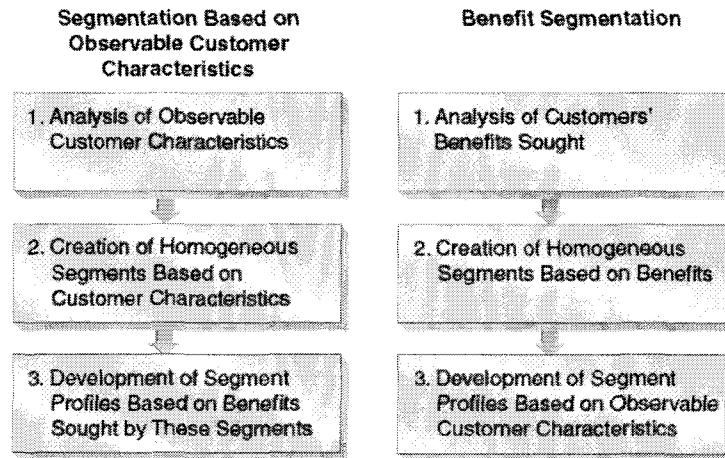 Segmentation Based on
Observable Customer
Characteristics
1. Analysis of Observable
Customer Characteristics
2. Creation of Homogeneous
Segments Based on
Customer Characteristics
3. Development of Segment
Profiles Based on Benefits
Sought by These Segments
Benefit Segmentation
1. Analysis of Customers'
Benefits Sought
2. Creation of Homogeneous
Segments Based on Benefits
3. Development of Segment
Profiles Based on Observable
Customer Characteristics